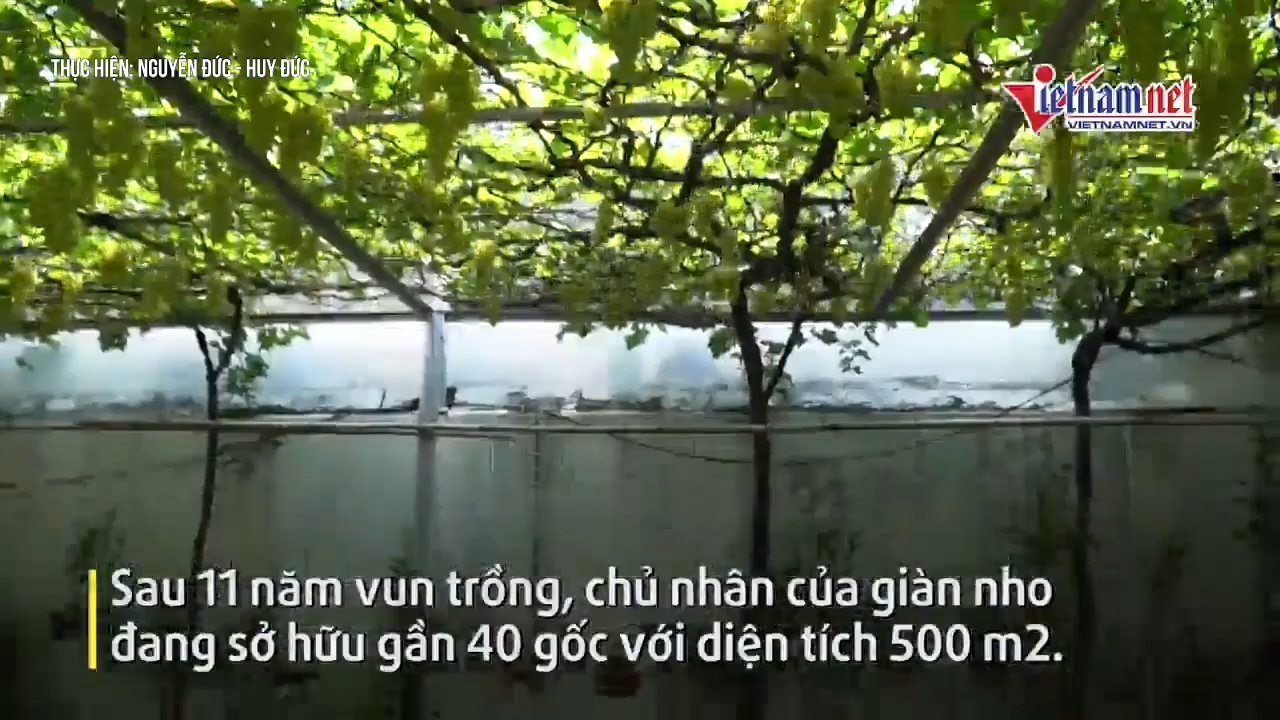 THỰC HIỆN: NGUYỄN ĐỨC - HUY ĐỨC
Vietnamnet
VIETNAMNET.VN
Sau 11 năm vun trồng, chủ nhân của giàn nho
đang sở hữu gần 40 gốc với diện tích 500 m2.